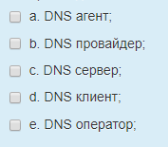 a. DNS агент;
b. DNS провайдер;
c. DNS сервер;
d. DNS клиент;
e. DNS оператор;